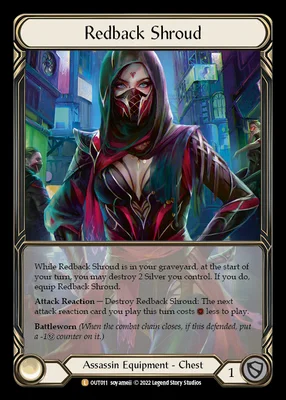 Redback Shroud
While Redback Shroud is in your graveyard, at the start
of your turn, you may destroy 2 Silver you control. If you do,
equip Redback Shroud.
Attack Reaction — Destroy Redback Shroud: The next
attack reaction card you play this turn costs less to play.
Battleworn (When the combat chain closes, if this defended, put
a -1 counter on it.)
Assassin Equipment - Chest
1
L OUT011 soyameii © 2022 Legend Story Studios